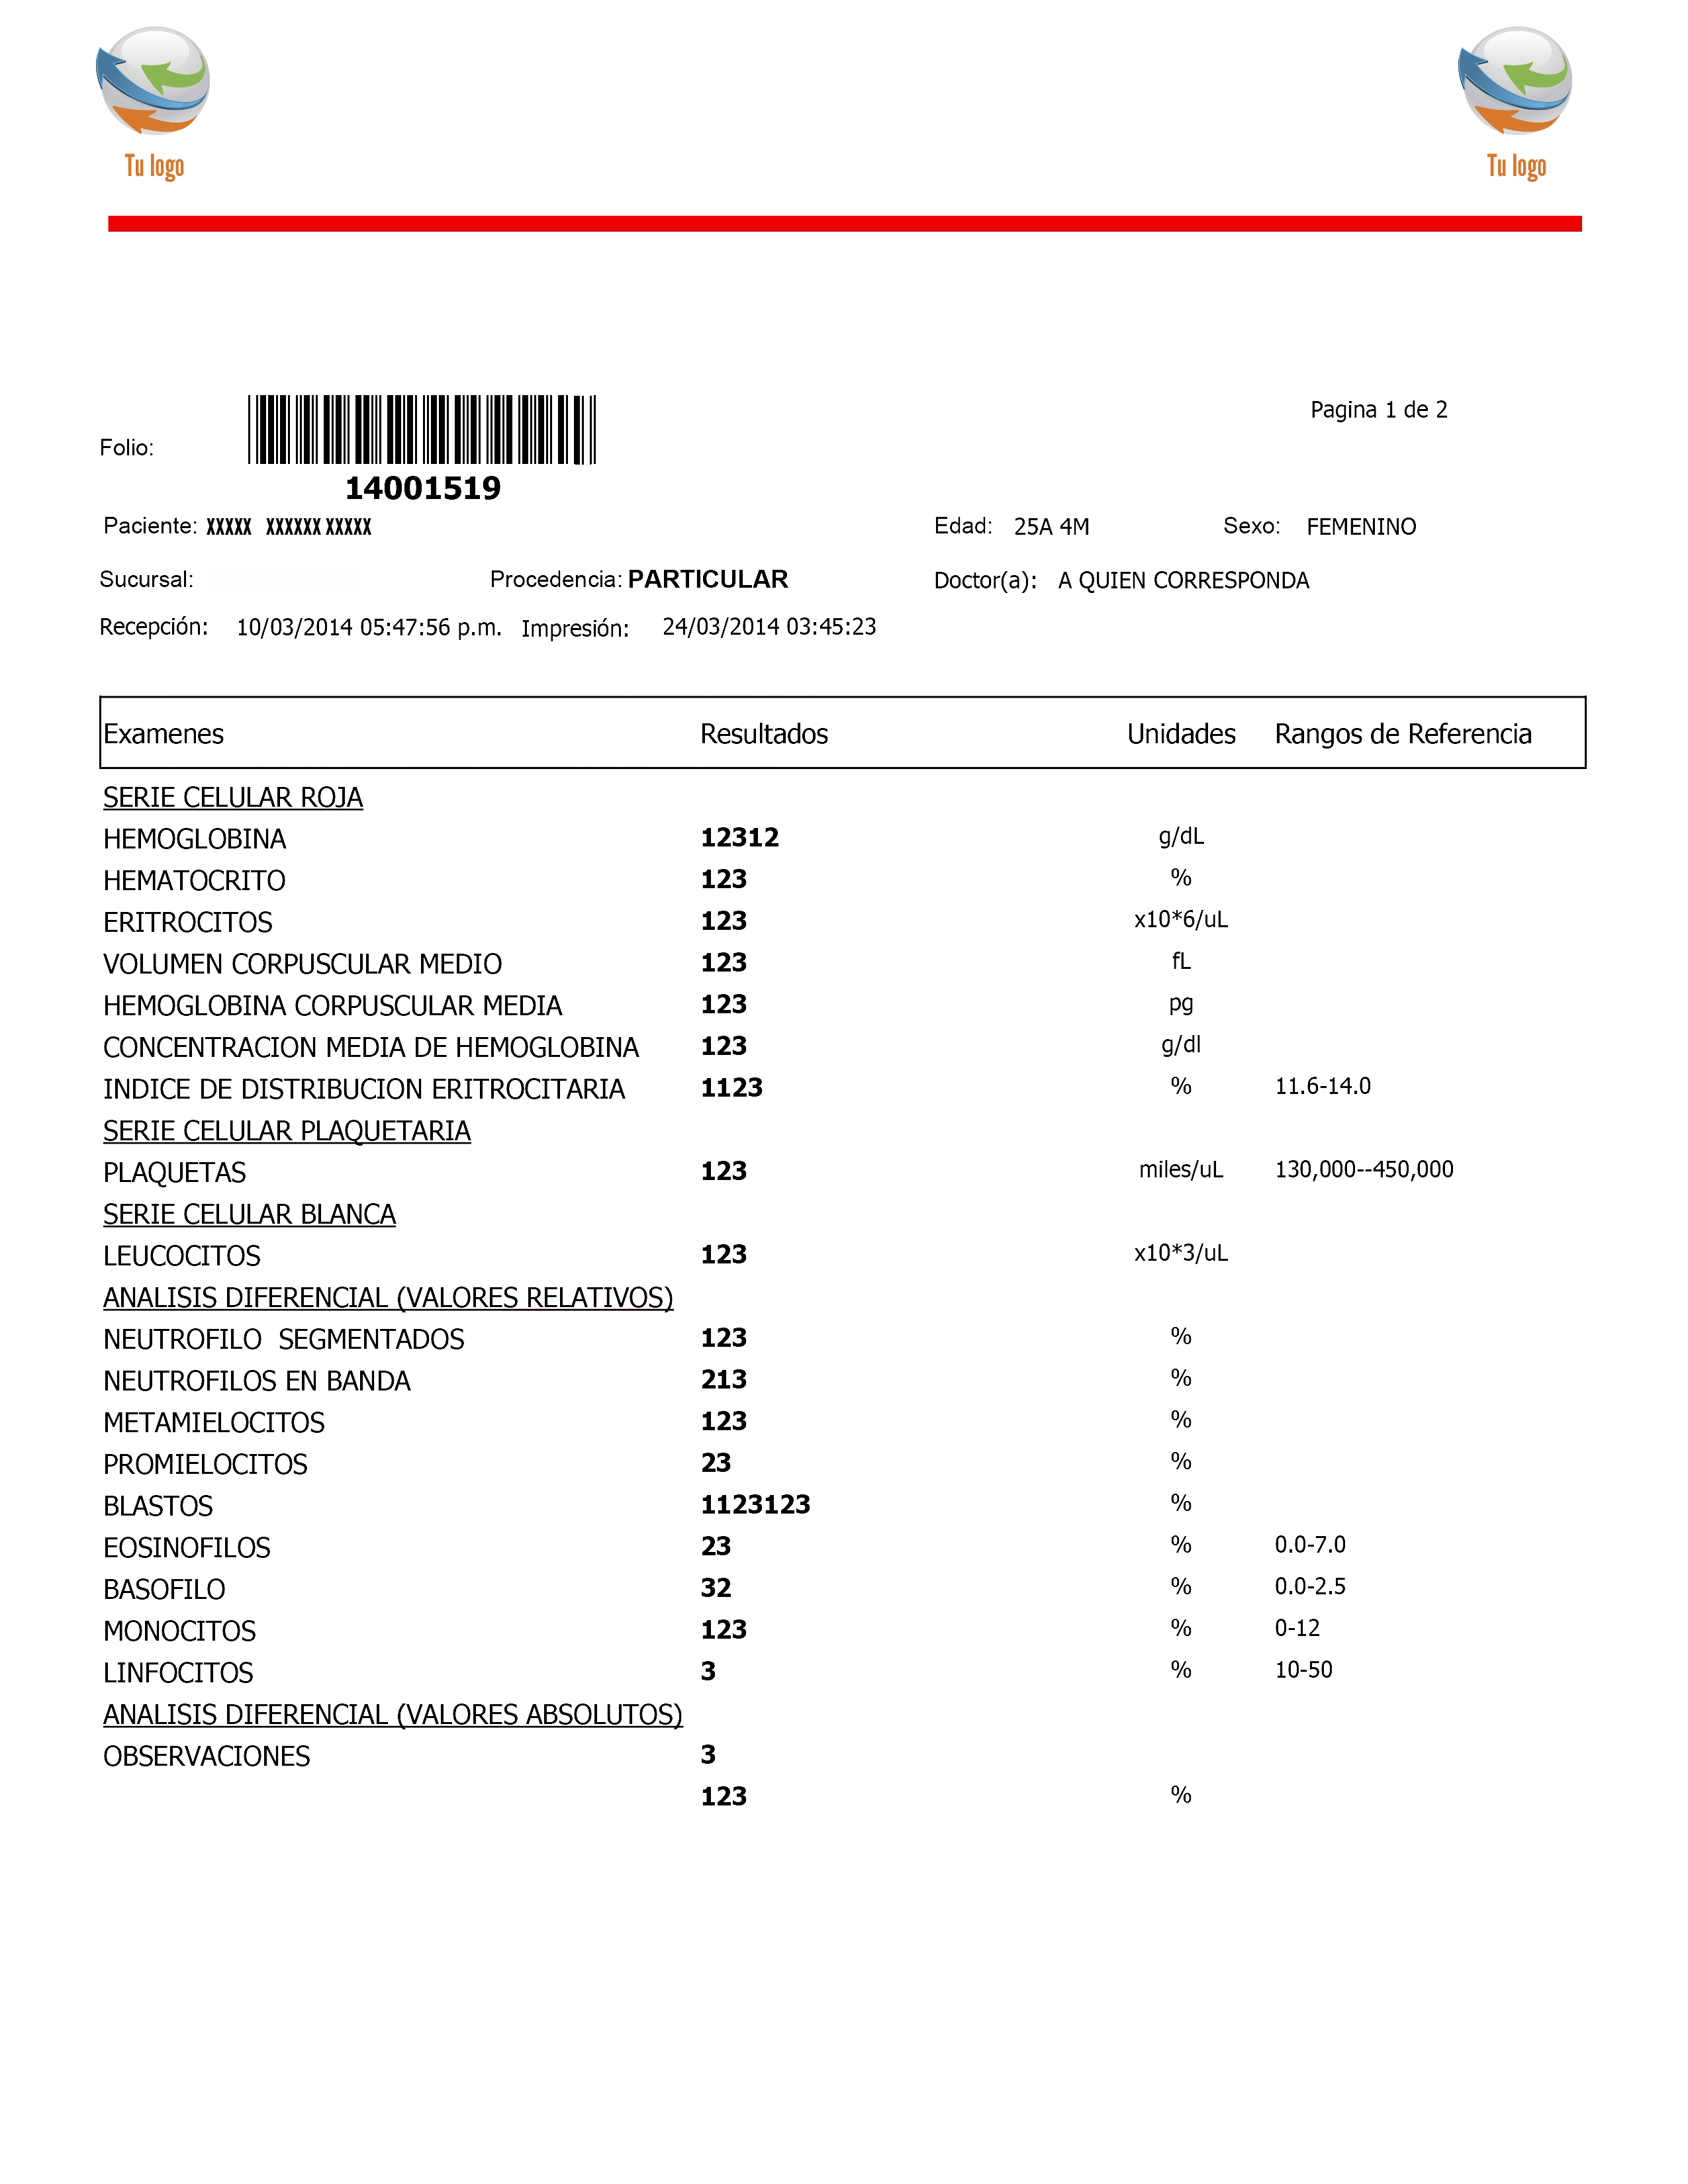 Tu logo Tu logo
Pagina 1 de 2
Folio:
14001519
Paciente: XXXXX XXXXXX XXXXX Edad: 25A 4M Sexo: FEMENINO
Sucursal: Procedencia: PARTICULAR Doctor(a): A QUIEN CORRESPONDA
Recepción: 10/03/2014 05:47:56 p.m. Impresión: 24/03/2014 03:45:23
Examenes Resultados Unidades Rangos de Referencia
SERIE CELULAR ROJA
HEMOGLOBINA 12312 g/dL
HEMATOCRITO 123 %
ERITROCITOS 123 x10*6/uL
VOLUMEN CORPUSCULAR MEDIO 123 fL
HEMOGLOBINA CORPUSCULAR MEDIA 123 pg
CONCENTRACION MEDIA DE HEMOGLOBINA 123 g/dl
INDICE DE DISTRIBUCION ERITROCITARIA 1123 % 11.6-14.0
SERIE CELULAR PLAQUETARIA
PLAQUETAS 123 miles/uL 130,000--450,000
SERIE CELULAR BLANCA
LEUCOCITOS 123 x10*3/uL
ANALISIS DIFERENCIAL (VALORES RELATIVOS)
NEUTROFILO SEGMENTADOS 123 %
NEUTROFILOS EN BANDA 213 %
METAMIELOCITOS 123 %
PROMIELOCITOS 23 %
BLASTOS 1123123 %
EOSINOFILOS 23 % 0.0-7.0
BASOFILO 32 % 0.0-2.5
MONOCITOS 123 % 0-12
LINFOCITOS 3 % 10-50
ANALISIS DIFERENCIAL (VALORES ABSOLUTOS)
OBSERVACIONES 3
123 %